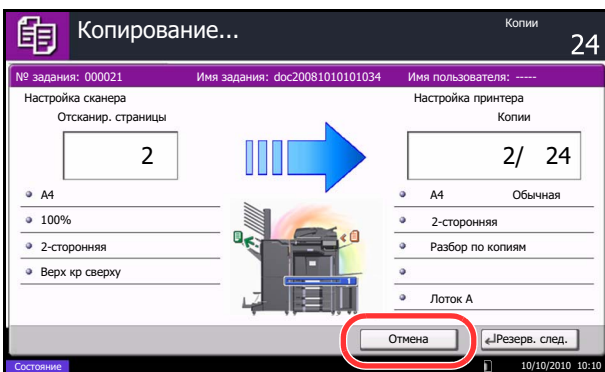 Копирование...
Копии
24
№ задания: 000021 Имя задания: doc20081010101034 Имя пользователя: -----
Настройка сканера Настройка принтера
Отсканир. страницы Копии
2 2/ 24
A4 A4 Обычная
100% 2-сторонняя
2-сторонняя Разбор по копиям
Верх кр сверху
1
Лоток A
Отмена Резерв. след.
Состояние 10/10/2010 10:10